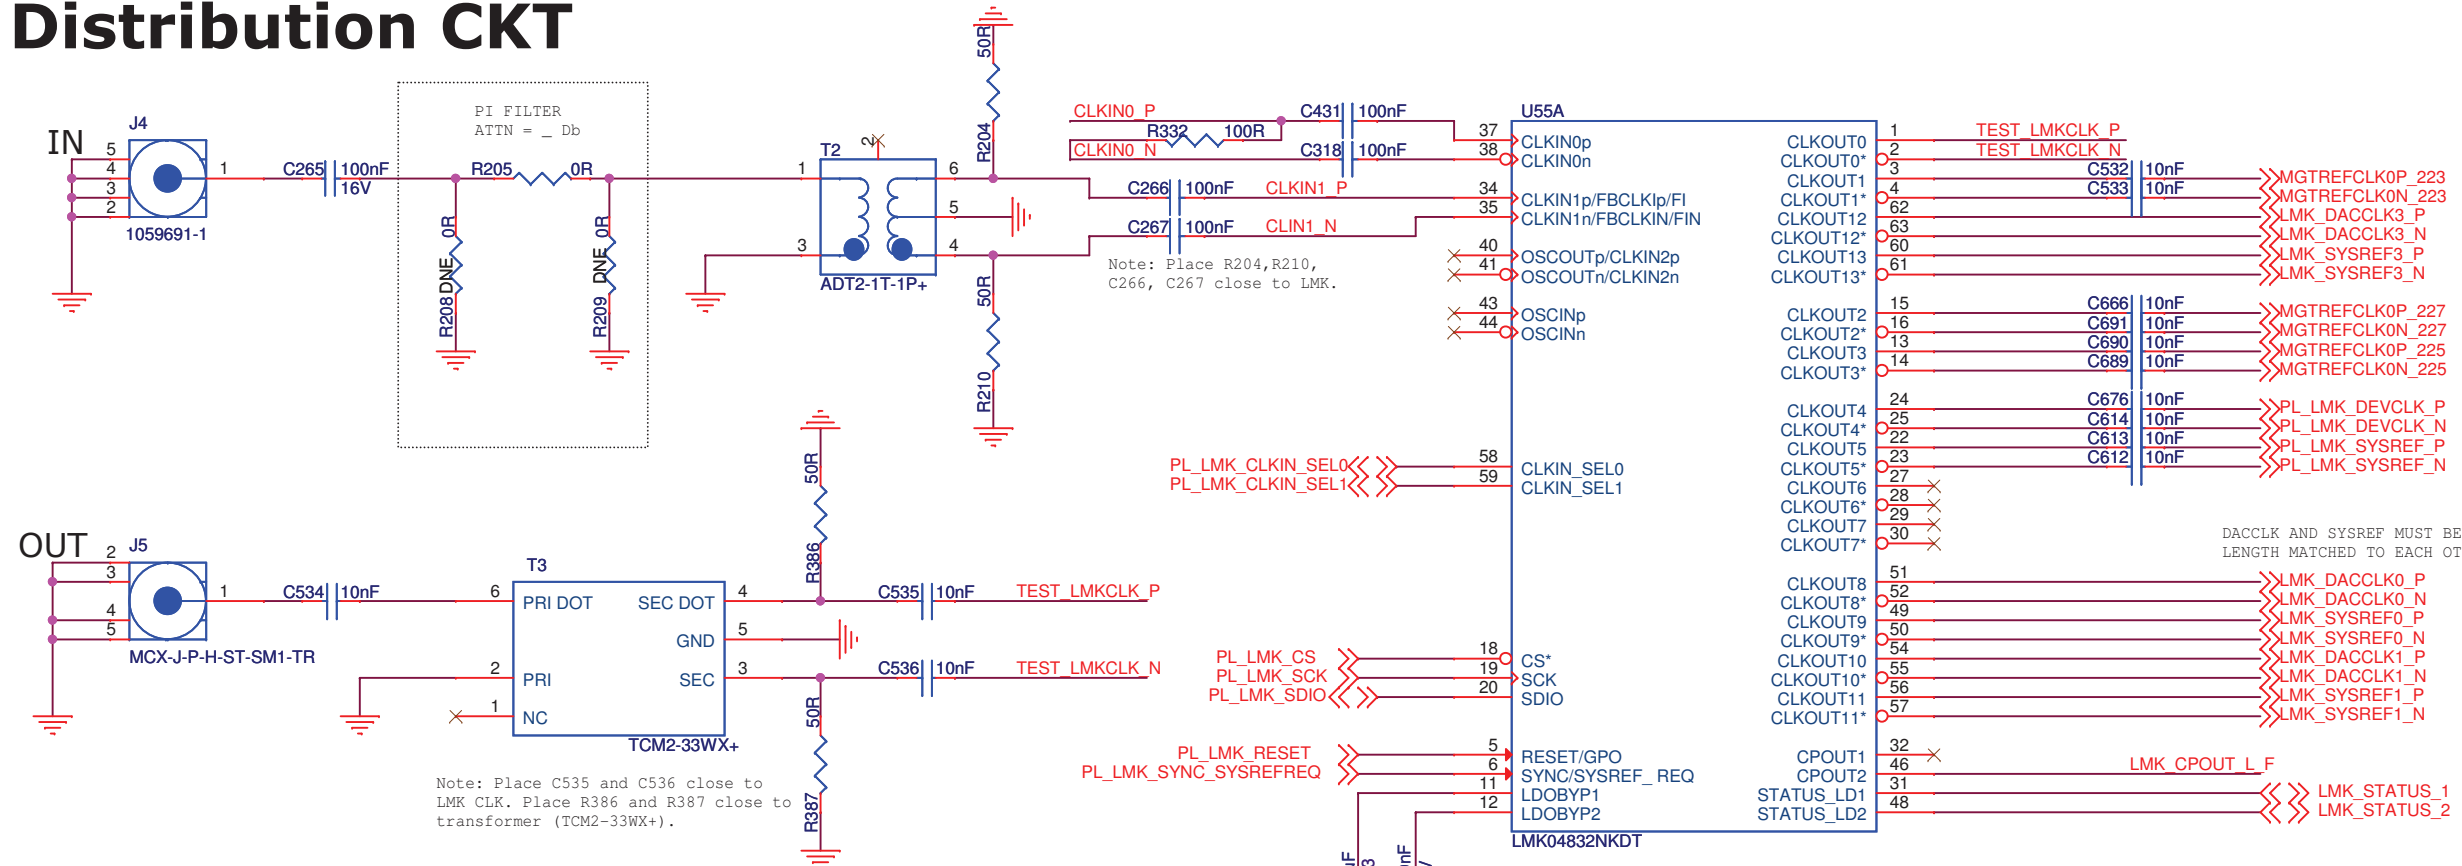 Distribution CKT
IN
J4
5
4
3
2
1
1059691-1
C265
100nF
16V
PI FILTER
ATTN = _ Db
R205
0R
R208
DNE
0R
R209
DNE
0R
T2
2
1
3
6
5
4
ADT2-1T-1P+
50R
R204
50R
R210
CLKIN0_P
R332
100R
CLKIN0_N
C431
100nF
C318
100nF
C266
100nF
CLKIN1_P
C267
100nF
CLIN1_N
Note: Place R204,R210,
C266, C267 close to LMK.
PL_LMK_CLKIN_SEL0
PL_LMK_CLKIN_SEL1
PL_LMK_CS
PL_LMK_SCK
PL_LMK_SDIO
PL_LMK_RESET
PL_LMK_SYNC_SYSREFREQ
OUT
J5
2
3
4
5
1
MCX-J-P-H-ST-SM1-TR
C534
10nF
T3
6
PRI DOT
2
PRI
1
NC
SEC DOT
4
GND
5
SEC
3
TCM2-33WX+
50R
R386
50R
R387
C535
10nF
TEST_LMKCLK_P
C536
10nF
TEST_LMKCLK_N
Note: Place C535 and C536 close to
LMK CLK. Place R386 and R387 close to
transformer (TCM2-33WX+).
U55A
37
CLKIN0p
38
CLKIN0n
34
CLKIN1p/FBCLKIp/FI
35
CLKIN1n/FBCLKIN/FIN
40
OSCOUTp/CLKIN2p
41
OSCOUTn/CLKIN2n
43
OSCINp
44
OSCINn
58
CLKIN_SEL0
59
CLKIN_SEL1
18
CS*
19
SCK
20
SDIO
5
RESET/GPO
6
SYNC/SYSREF_REQ
11
LDOBYP1
12
LDOBYP2
LMK04832NKDT
CLKOUT0 1 TEST_LMKCLK_P
CLKOUT0* 2 TEST_LMKCLK_N
CLKOUT1 3 C532 10nF MGTREFCLK0P_223
CLKOUT1* 4 C533 10nF MGTREFCLK0N_223
CLKOUT12 62 LMK_DACCLK3_P
CLKOUT12* 63 LMK_DACCLK3_N
CLKOUT13 60 LMK_SYSREF3_P
CLKOUT13* 61 LMK_SYSREF3_N
CLKOUT2 15 C666 10nF MGTREFCLK0P_227
CLKOUT2* 16 C691 10nF MGTREFCLK0N_227
CLKOUT3 13 C690 10nF MGTREFCLK0P_225
CLKOUT3* 14 C689 10nF MGTREFCLK0N_225
CLKOUT4 24 C676 10nF PL_LMK_DEVCLK_P
CLKOUT4* 25 C614 10nF PL_LMK_DEVCLK_N
CLKOUT5 22 C613 10nF PL_LMK_SYSREF_P
CLKOUT5* 23 C612 10nF PL_LMK_SYSREF_N
CLKOUT6 27
CLKOUT6* 28
CLKOUT7 29
CLKOUT7* 30
DACCLK AND SYSREF MUST BE
LENGTH MATCHED TO EACH OT
CLKOUT8 51 LMK_DACCLK0_P
CLKOUT8* 52 LMK_DACCLK0_N
CLKOUT9 49 LMK_SYSREF0_P
CLKOUT9* 50 LMK_SYSREF0_N
CLKOUT10 54 LMK_DACCLK1_P
CLKOUT10* 55 LMK_DACCLK1_N
CLKOUT11 56 LMK_SYSREF1_P
CLKOUT11* 57 LMK_SYSREF1_N
CPOUT1 32
CPOUT2 46 LMK_CPOUT_L_F
STATUS_LD1 31 LMK_STATUS_1
STATUS_LD2 48 LMK_STATUS_2